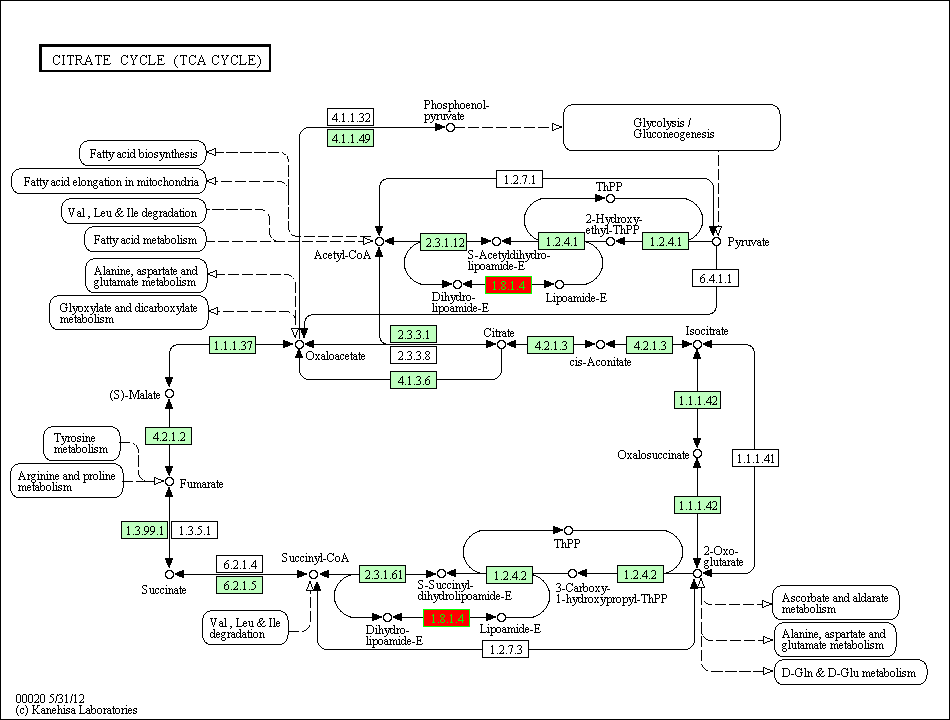 CITRATE CYCLE (TCA CYCLE)
Phosphoenol-
pyruvate
4.1.1.32
4.1.1.49
Glycolysis /
Gluconeogenesis
Fatty acid biosynthesis
Fatty acid elongation in mitochondria
Val , Leu & Ile degradation
Fatty acid metabolism
Alanine, aspartate and
glutamate metabolism
Glyoxylate and dicarboxylate
metabolism
1.2.7.1
ThPP
2-Hydroxy-
ethyl-ThPP
Acetyl-CoA
2.3.1.12
S-Acetyldihydro-
lipoamide-E
1.2.4.1
1.2.4.1
Pyruvate
6.4.1.1
Dihydro-
lipoamide-E
1.8.1.4
Lipoamide-E
1.1.1.37
Oxaloacetate
2.3.3.1
2.3.3.8
4.1.3.6
Citrate
4.2.1.3
cis-Aconitate
4.2.1.3
Isocitrate
(S)-Malate
1.1.1.42
4.2.1.2
Tyrosine
metabolism
Arginine and proline
metabolism
Fumarate
Oxalosuccinate
1.1.1.41
1.1.1.42
1.3.99.1
1.3.5.1
ThPP
6.2.1.4
6.2.1.5
Succinate
Succinyl-CoA
2.3.1.61
S-Succinyl-
dihydrolipoamide-E
1.2.4.2
3-Carboxy-
1-hydroxypropyl-ThPP
1.2.4.2
2-Oxo-
glutarate
Val , Leu & Ile
degradation
Dihydro-
lipoamide-E
1.8.1.4
Lipoamide-E
1.2.7.3
Ascorbate and aldarate
metabolism
Alanine, aspartate and
glutamate metabolism
D-Gln & D-Glu metabolism
00020 5/31/12
(c) Kanehisa Laboratories